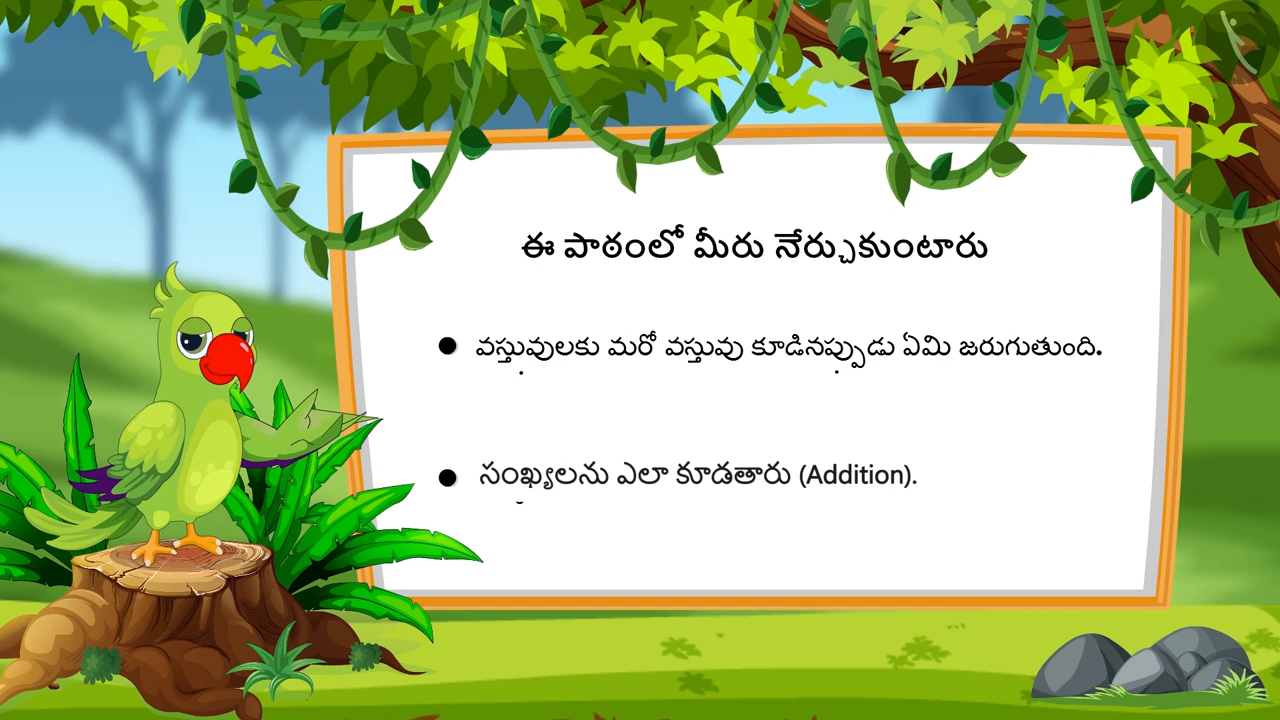 ఈ పాఠంలో మీరు నేర్చుకుంటారు
వస్తువులకు మరో వస్తువు కూడినప్పుడు ఏమి జరుగుతుంది.
సంఖ్యలను ఎలా కూడతారు (Addition).